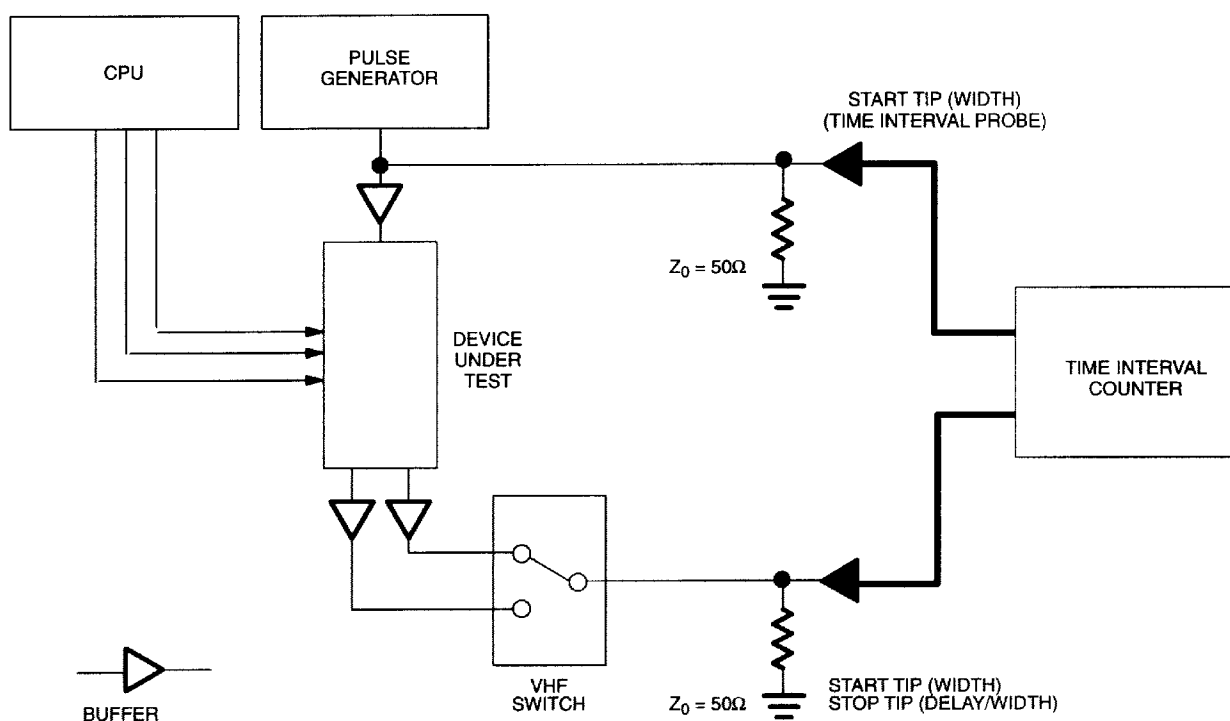 CPU
PULSE
GENERATOR
START TIP (WIDTH)
(TIME INTERVAL PROBE)
Z0 = 50Ω
DEVICE
UNDER
TEST
TIME INTERVAL
COUNTER
VHF
SWITCH
Z0 = 50Ω
START TIP (WIDTH)
STOP TIP (DELAY/WIDTH)
BUFFER